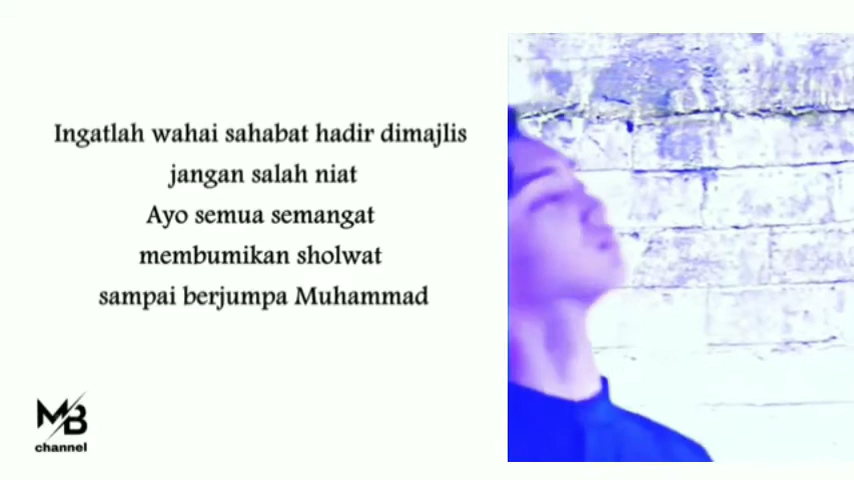 Ingatlah wahai sahabat hadir dimajlis
jangan salah niat
Ayo semua semangat
membumikan sholwat
sampai berjumpa Muhammad
MB
channel